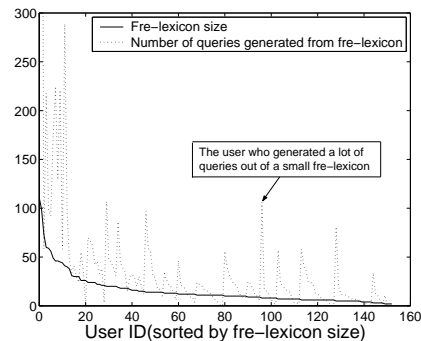 300
250
200
150
100
50
0
Fre-lexicon size
Number of queries generated from fre-lexicon
The user who generated a lot of
queries out of a small fre-lexicon
0 20 40 60 80 100 120 140 160
User ID(sorted by fre-lexicon size)